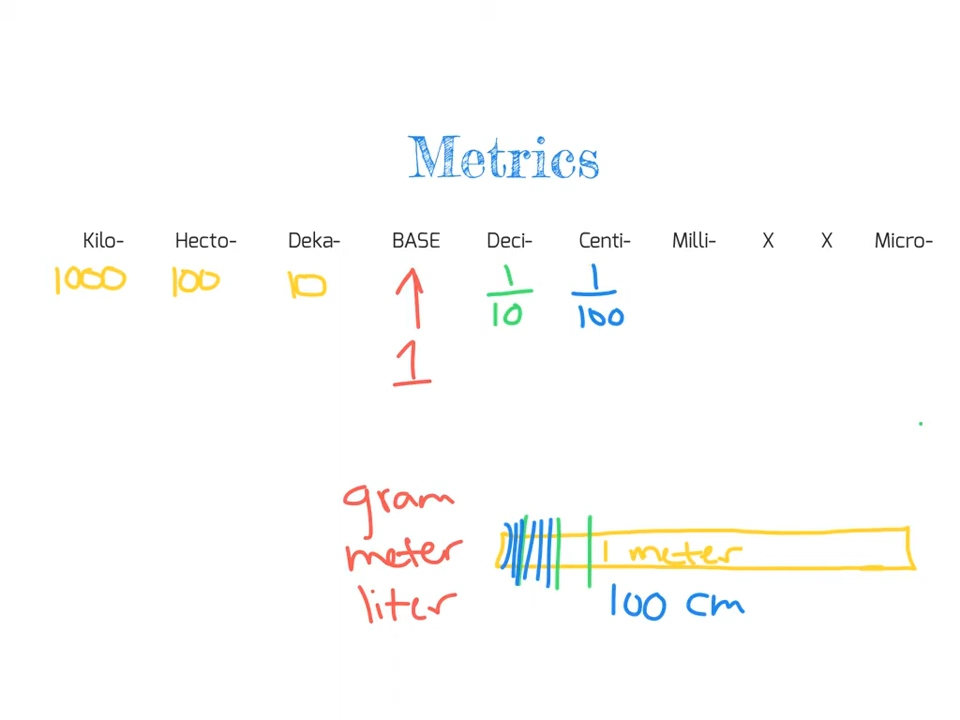 Metrics
Kilo- Hecto- Deka- BASE Deci- Centi- Milli- X X Micro-
1000 100 10 1 1/10 1/100
gram
meter
liter
1 meter
100 cm